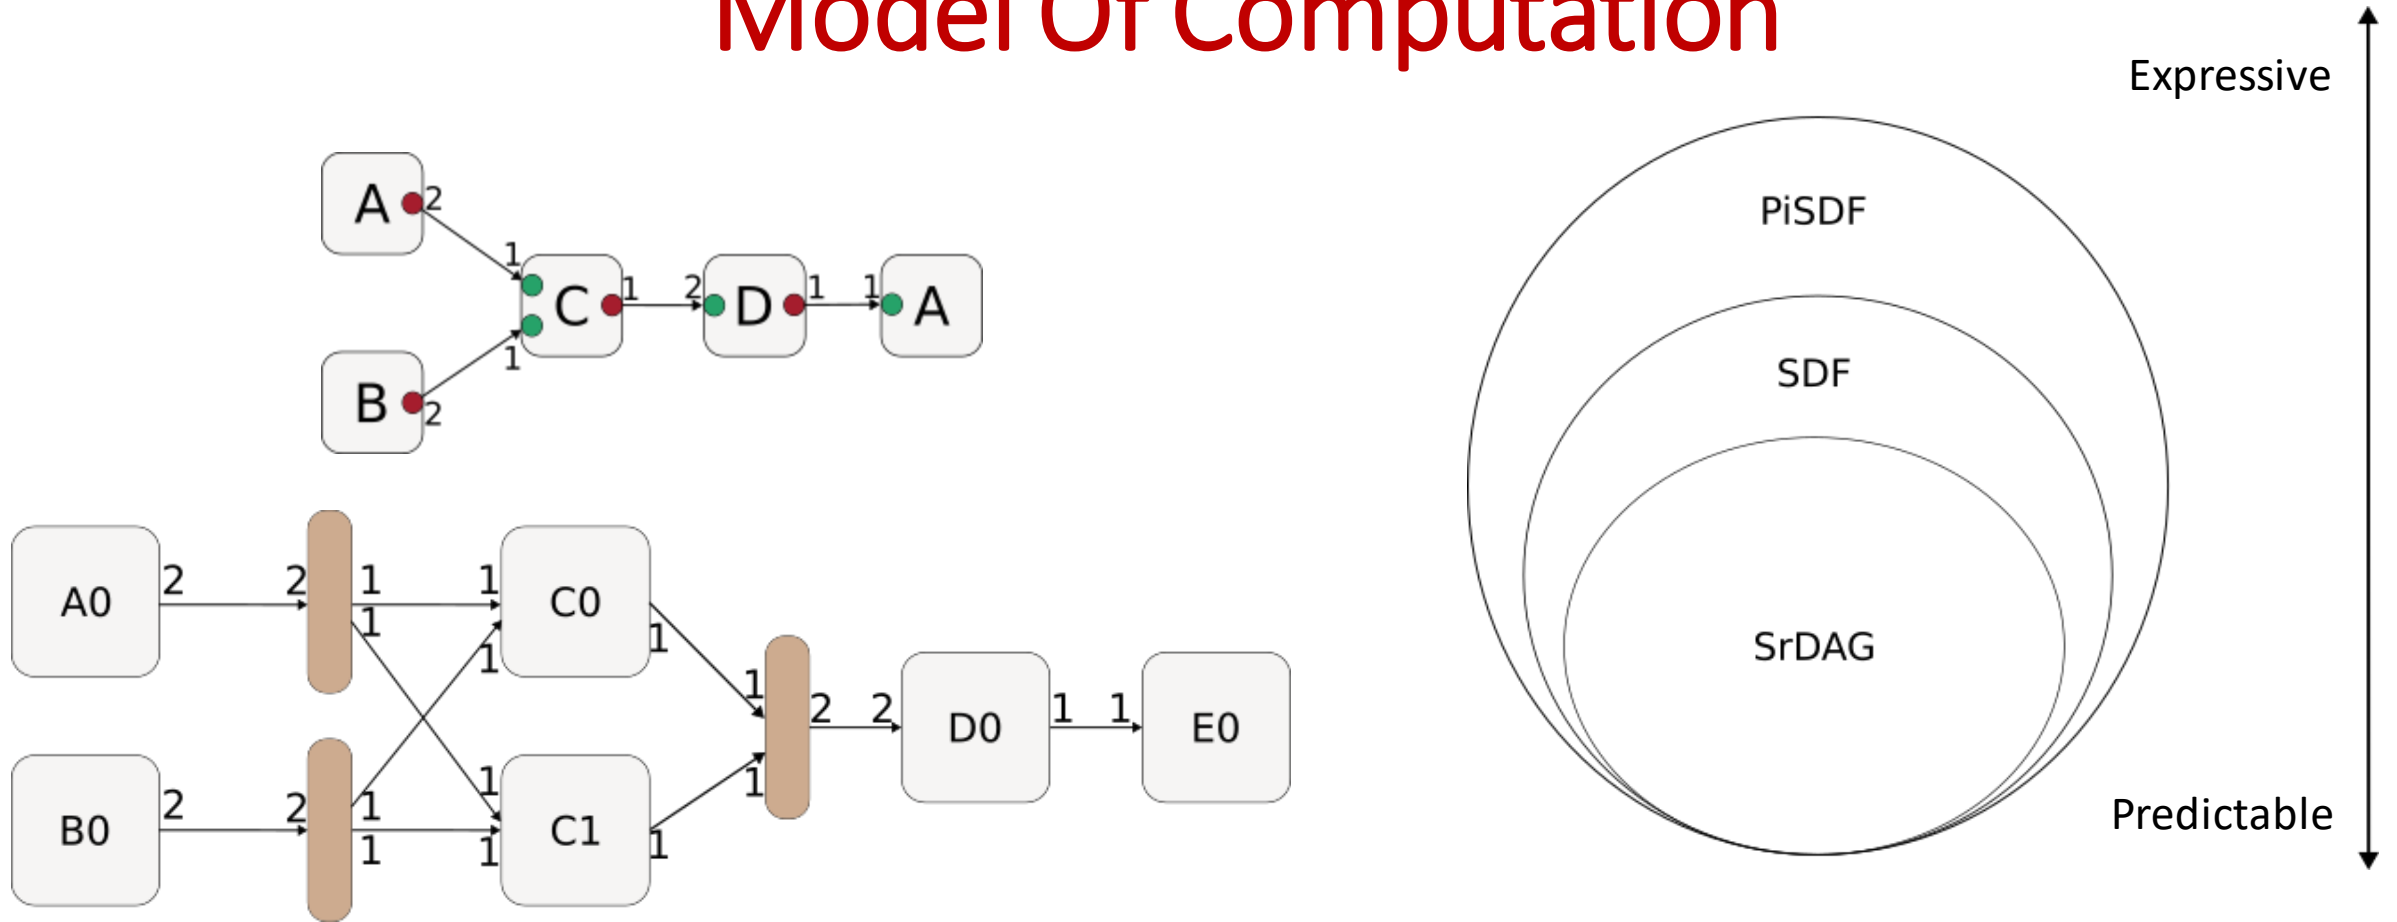 Model Of Computation
Expressive
A 2
1
C 1 2 D 1 1 A
1
B 2
PiSDF
SDF
SrDAG
Predictable
A0 2 2 1 1 C0
1 1 1
1 2 2 D0 1 1 E0
1
B0 2 2 1 1 C1
1 1 1